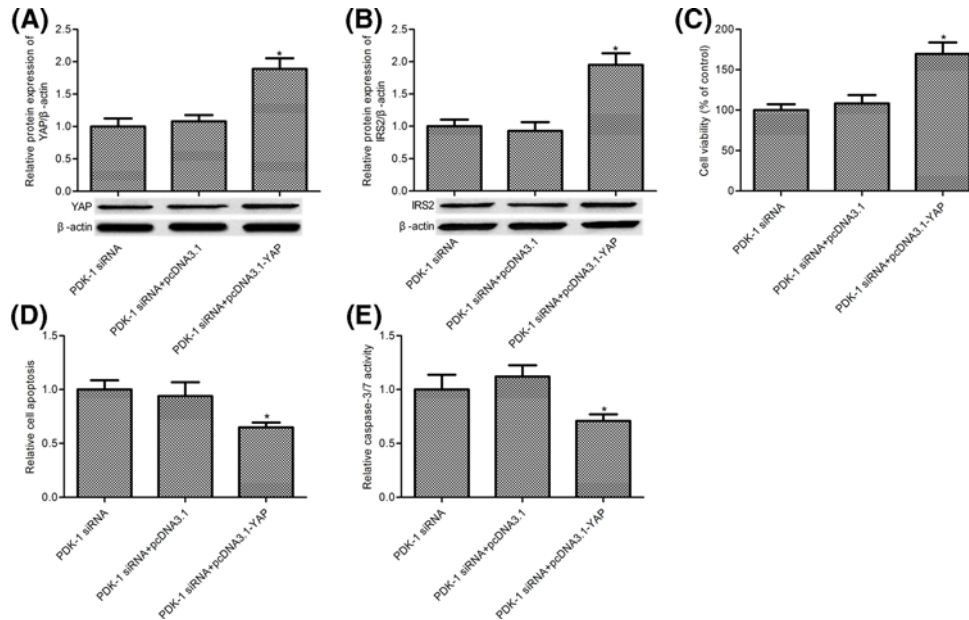 (A)
Relative protein expression of
YAP/β-actin
2.5
2.0
1.5
1.0
0.5
0.0
*
YAP
β-actin
PDK-1 siRNA
PDK-1 siRNA+pcDNA3.1
PDK-1 siRNA+pcDNA3.1-YAP
(B)
Relative protein expression of
IRS2/β-actin
2.5
2.0
1.5
1.0
0.5
0.0
*
IRS2
β-actin
PDK-1 siRNA
PDK-1 siRNA+pcDNA3.1
PDK-1 siRNA+pcDNA3.1-YAP
(C)
Cell viability (% of control)
200
150
100
50
0
*
PDK-1 siRNA
PDK-1 siRNA+pcDNA3.1
PDK-1 siRNA+pcDNA3.1-YAP
(D)
Relative cell apoptosis
1.5
1.0
0.5
0.0
*
PDK-1 siRNA
PDK-1 siRNA+pcDNA3.1
PDK-1 siRNA+pcDNA3.1-YAP
(E)
Relative caspase-3/7 activity
1.5
1.0
0.5
0.0
*
PDK-1 siRNA
PDK-1 siRNA+pcDNA3.1
PDK-1 siRNA+pcDNA3.1-YAP